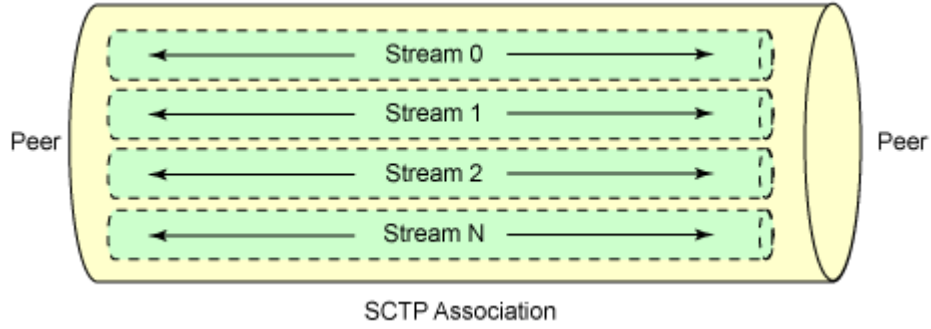 Stream 0
Stream 1
Peer
Peer
Stream 2
Stream N
SCTP Association